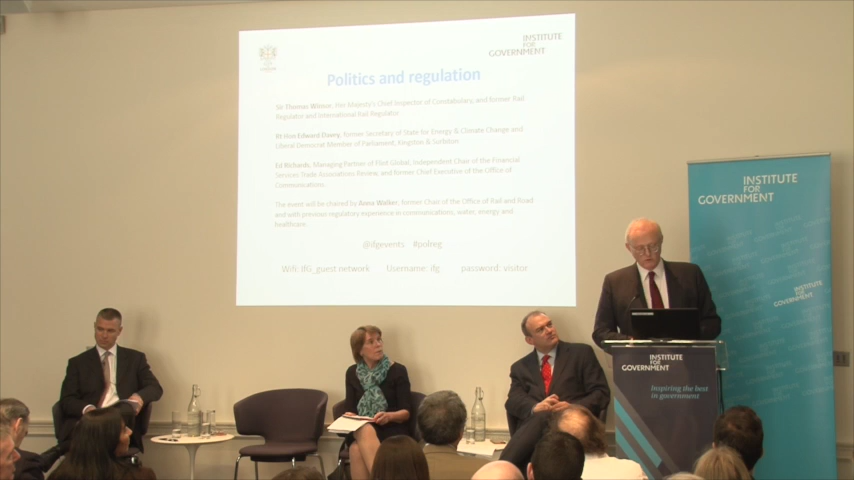 INSTITUTE
FOR
GOVERNMENT
Politics and regulation
Sir Thomas Winsor, Her Majesty's Chief Inspector of Constabulary, and former Rail
Regulator and International Rail Regulator
Rt Hon Edward Davey, former Secretary of State for Energy & Climate Change and
Liberal Democrat Member of Parliament, Kingston & Surbiton
Ed Richards, Managing Partner of Flint Global, Independent Chair of the Financial
Services Trade Associations Review, and former Chief Executive of the Office of
Communications.
The event will be chaired by Anna Walker, former Chair of the Office of Rail and Road
and with previous regulatory experience in communications, water, energy and
healthcare.
@ifgevents #polreg
Wifi: IfG_guest network Username: ifg password: visitor
INSTITUTE
FOR
GOVERNMENT
INSTITUTE
FOR
GOVERNMENT
INSTITUTE
FOR
GOVERNMENT
Inspiring the best
in government